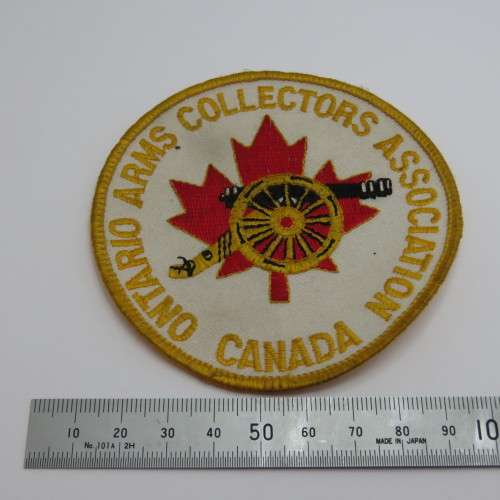 ONTARIO ARMS COLLECTORS ASSOCIATION
CANADA
10 20 30 40 50 60 70 80 90 10
No. 101A 2H
MADE IN JAPAN